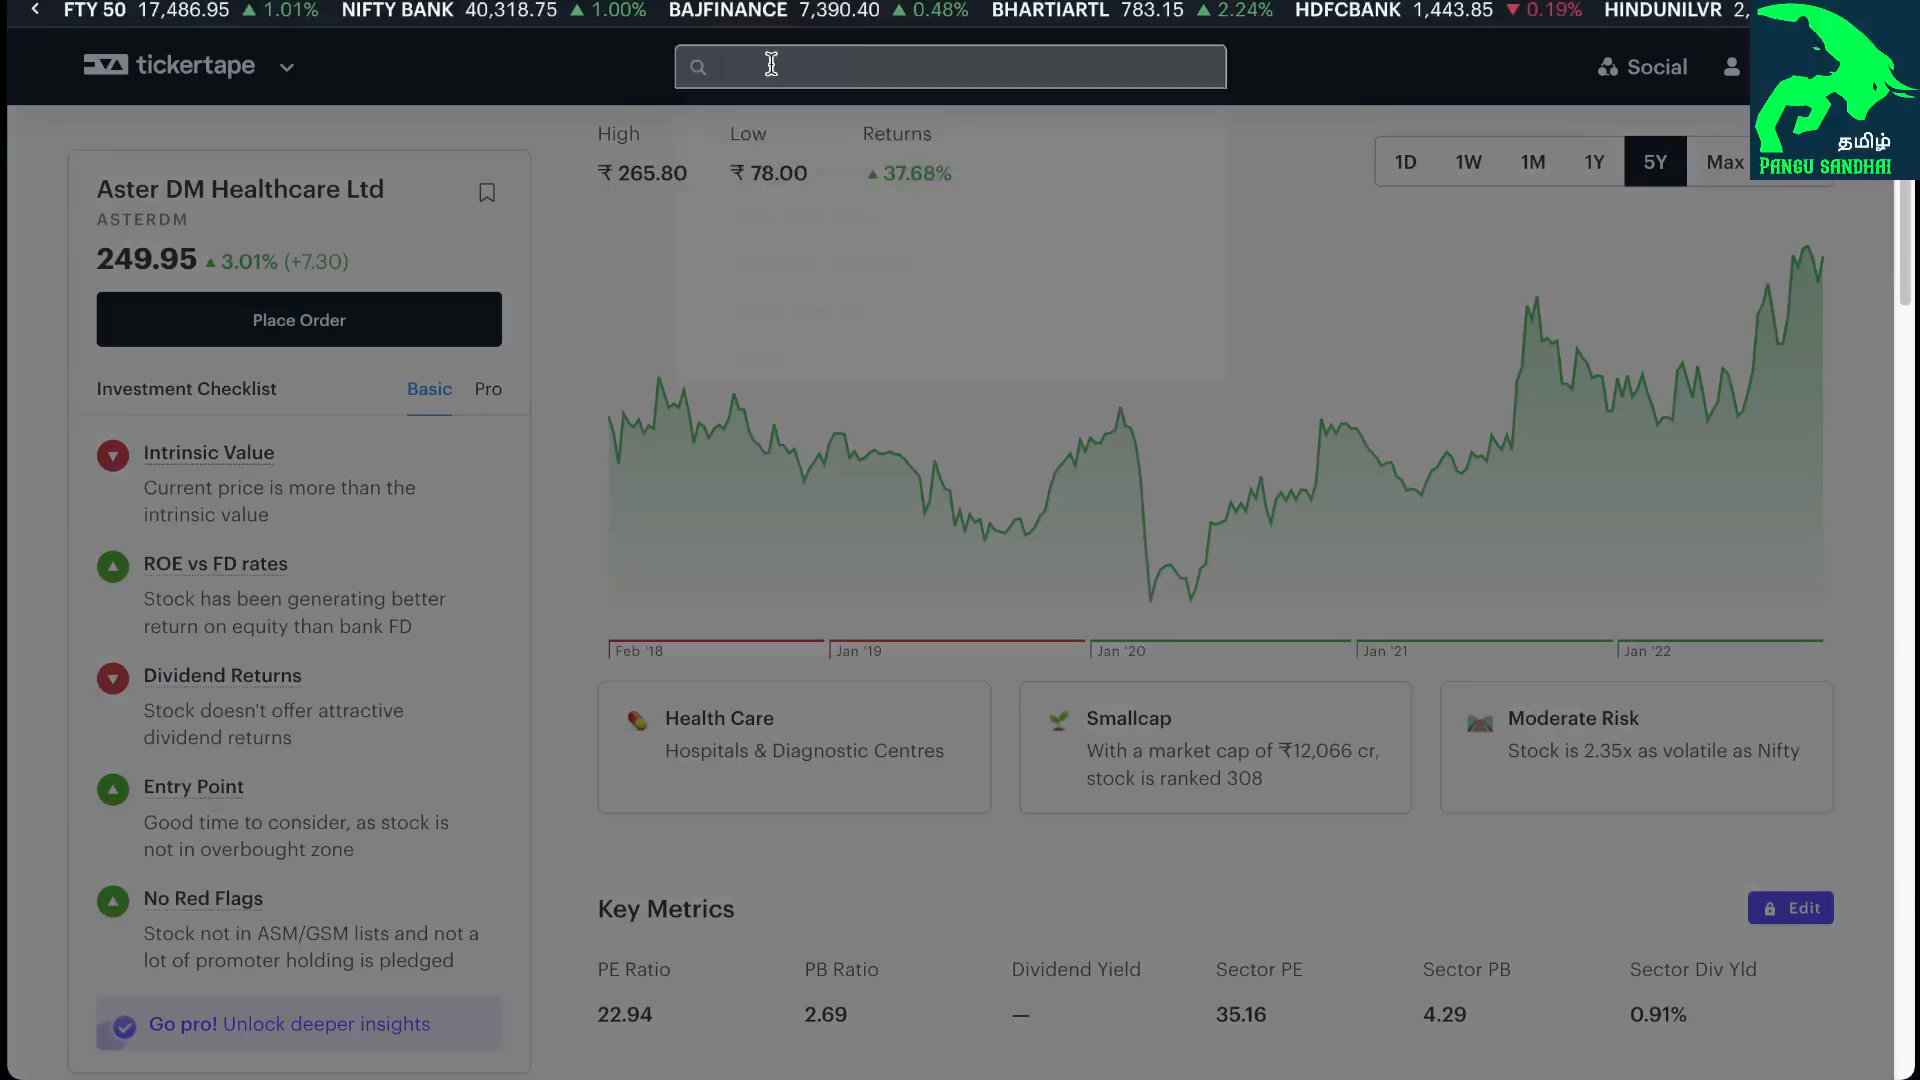 FTY 50 17,486.95 ▲ 1.01% NIFTY BANK 40,318.75 ▲ 1.00% BAJFINANCE 7,390.40 ▲ 0.48% BHARTIARTL 783.15 ▲ 2.24% HDFCBANK 1,443.85 ▼ 0.19% HINDUNILVR 2,
tickertape
Social
தமிழ்
PANGU SANDHAI
High Low Returns
₹ 265.80 ₹ 78.00 ▲ 37.68%
1D 1W 1M 1Y 5Y Max
Aster DM Healthcare Ltd
ASTERDM
249.95 ▲ 3.01% (+7.30)
Place Order
Investment Checklist Basic Pro
Intrinsic Value
Current price is more than the
intrinsic value
ROE vs FD rates
Stock has been generating better
return on equity than bank FD
Dividend Returns
Stock doesn't offer attractive
dividend returns
Entry Point
Good time to consider, as stock is
not in overbought zone
No Red Flags
Stock not in ASM/GSM lists and not a
lot of promoter holding is pledged
Go pro! Unlock deeper insights
Feb '18 Jan '19 Jan '20 Jan '21 Jan '22
Health Care
Hospitals & Diagnostic Centres
Smallcap
With a market cap of ₹12,066 cr,
stock is ranked 308
Moderate Risk
Stock is 2.35x as volatile as Nifty
Key Metrics
Edit
PE Ratio PB Ratio Dividend Yield Sector PE Sector PB Sector Div Yld
22.94 2.69 — 35.16 4.29 0.91%